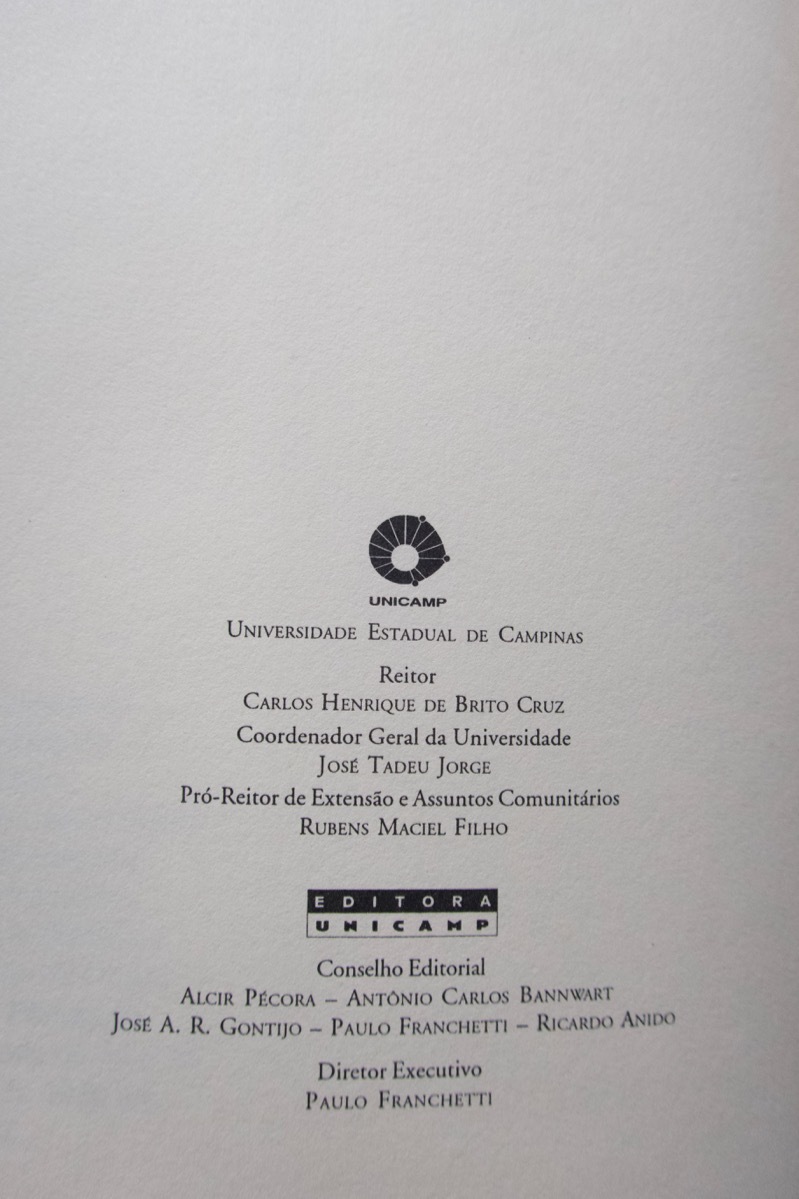 UNICAMP
UNIVERSIDADE ESTADUAL DE CAMPINAS
Reitor
CARLOS HENRIQUE DE BRITO CRUZ
Coordenador Geral da Universidade
JOSÉ TADEU JORGE
Pró-Reitor de Extensão e Assuntos Comunitários
RUBENS MACIEL FILHO
EDITORA
UNICAMP
Conselho Editorial
ALCIR PÉCORA – ANTÔNIO CARLOS BANNWART
JOSÉ A. R. GONTIJO – PAULO FRANCHETTI – RICARDO ANIDO
Diretor Executivo
PAULO FRANCHETTI